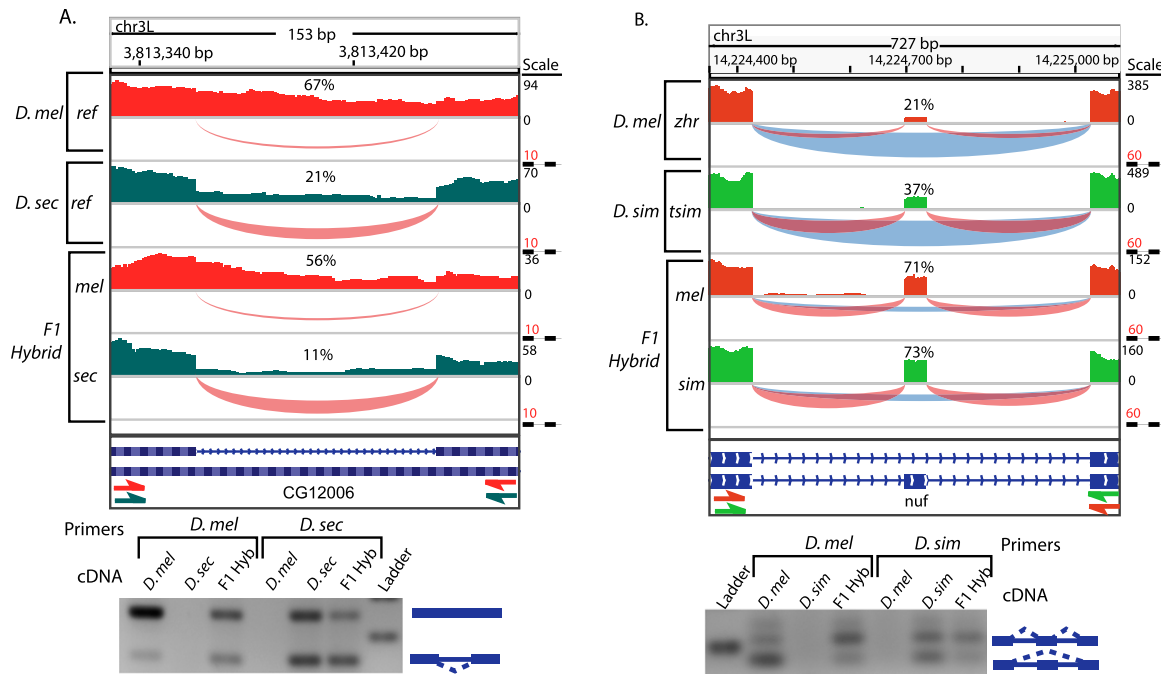 A.
chr3L
153 bp
3,813,340 bp
3,813,420 bp
Scale
D. mel
ref
67%
94
0
10
D. sec
ref
21%
70
0
10
F1
Hybrid
mel
56%
36
0
10
sec
11%
58
0
10
CG12006
Primers
D. mel
D. sec
cDNA
D. mel
D. sec
F1 Hyb
D. mel
D. sec
F1 Hyb
Ladder
B.
chr3L
727 bp
14,224,400 bp
14,224,700 bp
14,225,000 bp
Scale
D. mel
zhr
21%
385
0
60
D. sim
tsim
37%
489
0
60
F1
Hybrid
mel
71%
152
0
60
sim
73%
160
0
60
nuf
D. mel
D. sim
Primers
Ladder
D. mel
D. sim
F1 Hyb
D. mel
D. sim
F1 Hyb
cDNA